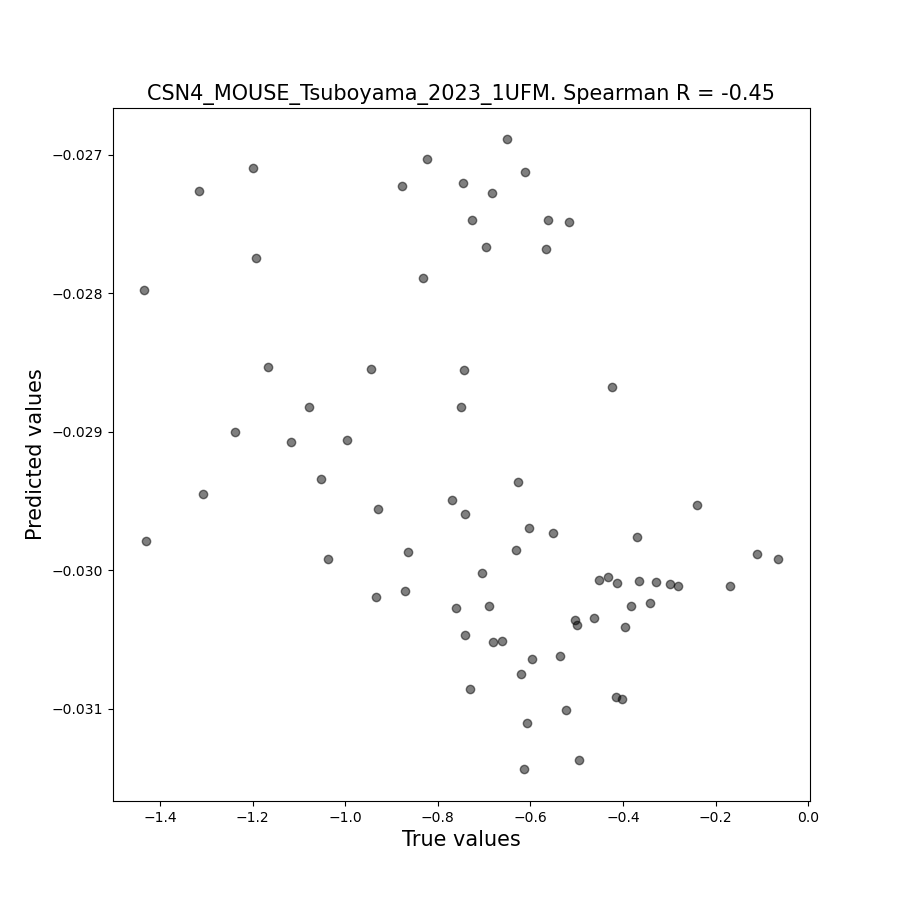 CSN4_MOUSE_Tsuboyama_2023_1UFM. Spearman R = -0.45
Predicted values
−0.027
−0.028
−0.029
−0.030
−0.031
−1.4 −1.2 −1.0 −0.8 −0.6 −0.4 −0.2 0.0
True values